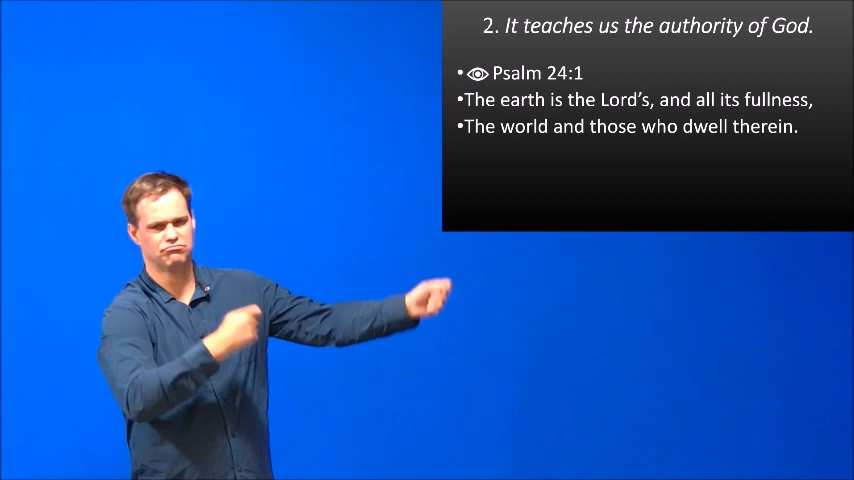 2. It teaches us the authority of God.
•👁 Psalm 24:1
•The earth is the Lord’s, and all its fullness,
•The world and those who dwell therein.